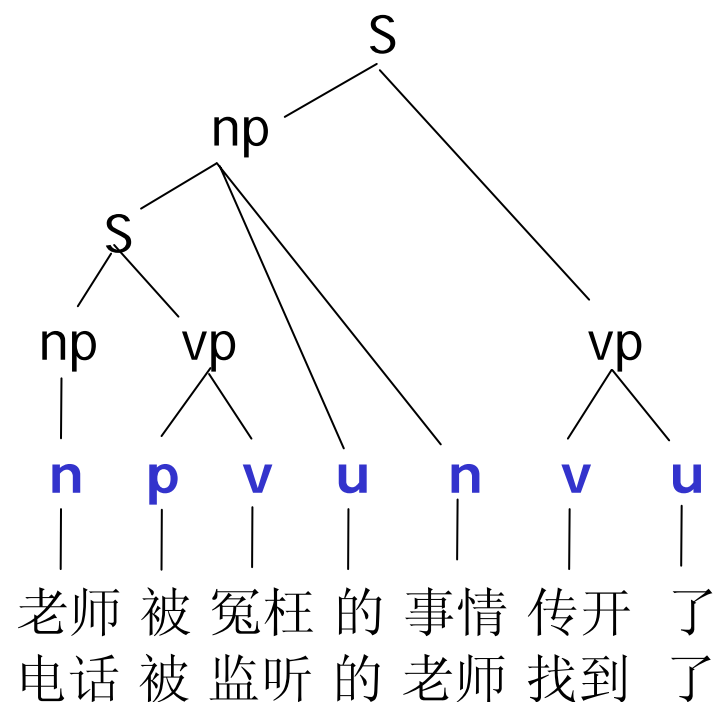 S
np
S
np vp vp
n p v u n v u
老师 被 冤枉 的 事情 传开 了
电话 被 监听 的 老师 找到 了